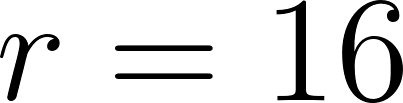 r = 16